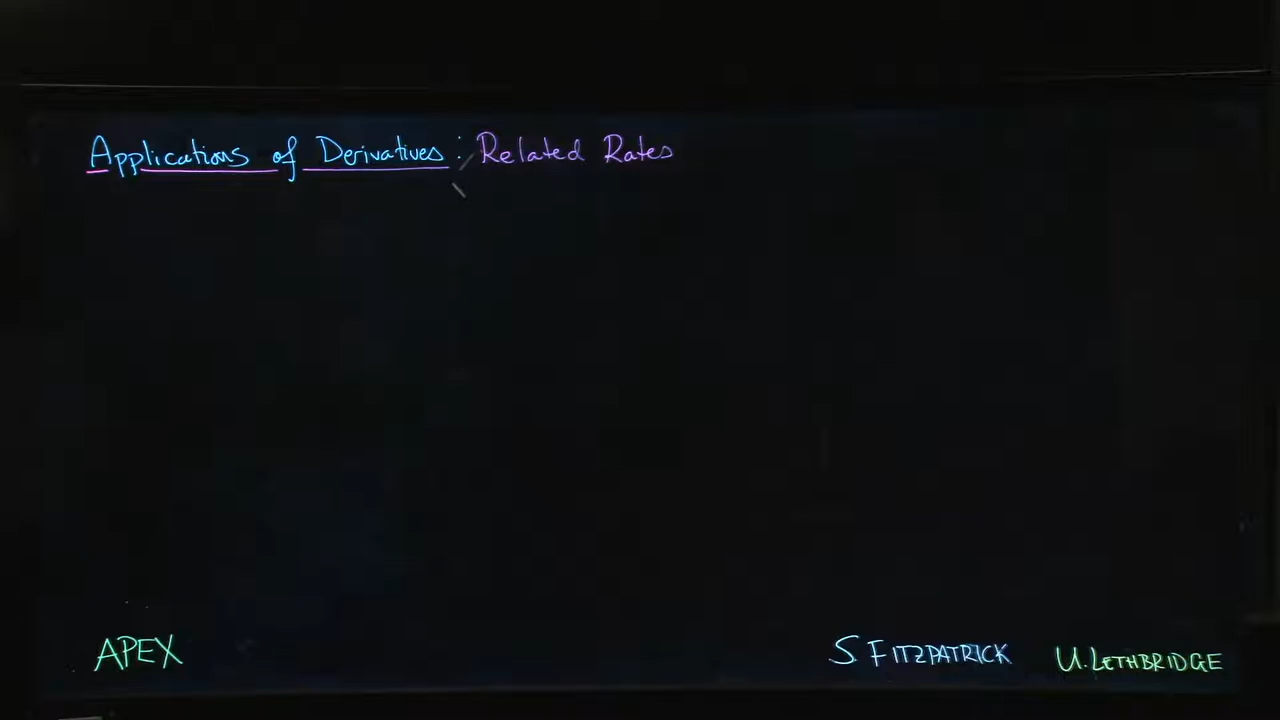 Applications of Derivatives: Related Rates
APEX
S. FITZPATRICK
U. LETHBRIDGE